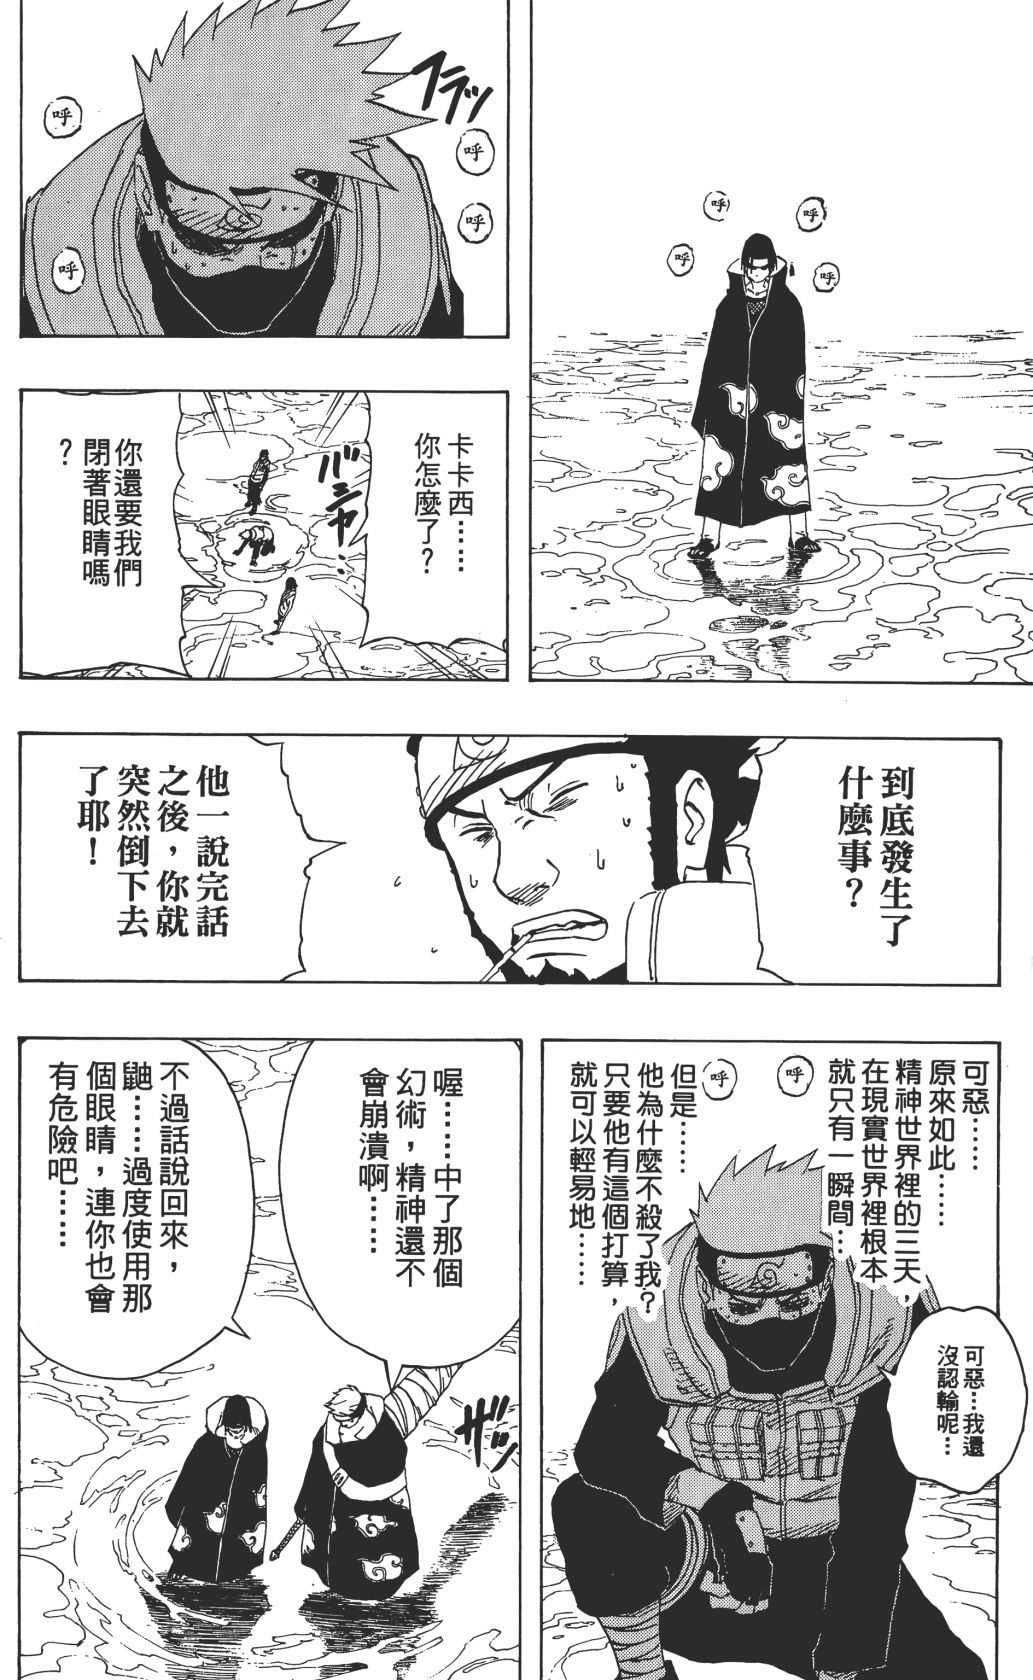 呼
呼
呼
呼
フラッ
呼
呼
呼
呼
卡卡西……
你怎麼了？
バシャ…
你還要我們
閉著眼睛嗎
？
到底發生了
什麼事？
他一說完話
之後，你就
突然倒下去
了耶！
可惡……
原來如此……
精神世界裡的三天，
在現實世界裡根本
就只有一瞬間…
呼
呼
但是……
他為什麼不殺了我？
只要他有這個打算，
就可以輕易地……
可惡…我還
沒認輸呢…
喔……中了那個
幻術，精神還不
會崩潰啊……
ザッ
不過話說回來，
鼬……過度使用那
個眼睛，連你也會
有危險吧……